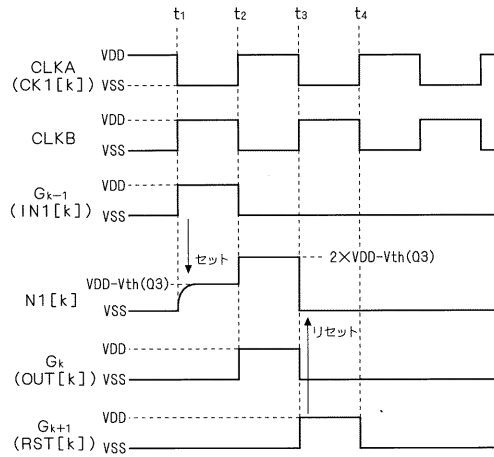 t1 t2 t3 t4
CLKA
(CK1[k])
VDD
VSS
CLKB
VDD
VSS
Gk-1
(IN1[k])
VDD
VSS
セット
N1[k]
VDD-Vth(Q3)
VSS
2×VDD-Vth(Q3)
リセット
Gk
(OUT[k])
VDD
VSS
Gk+1
(RST[k])
VDD
VSS